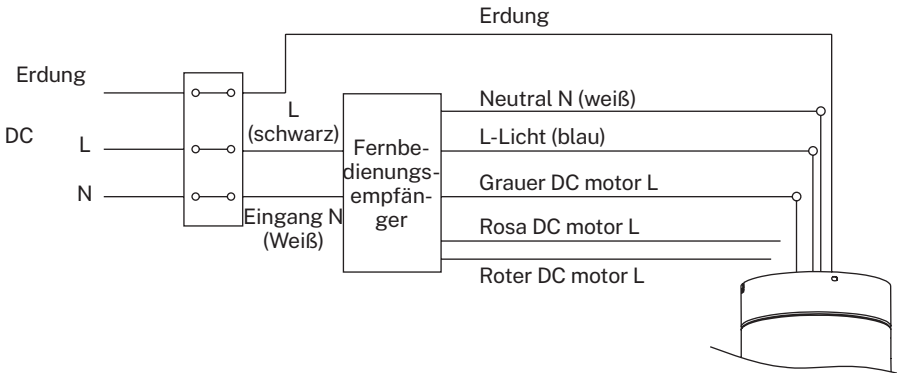 Erdung
Erdung
DC
L
N
L
(schwarz)
Eingang N
(Weiß)
Fernbe-
dienungs-
empfän-
ger
Neutral N (weiß)
L-Licht (blau)
Grauer DC motor L
Rosa DC motor L
Roter DC motor L